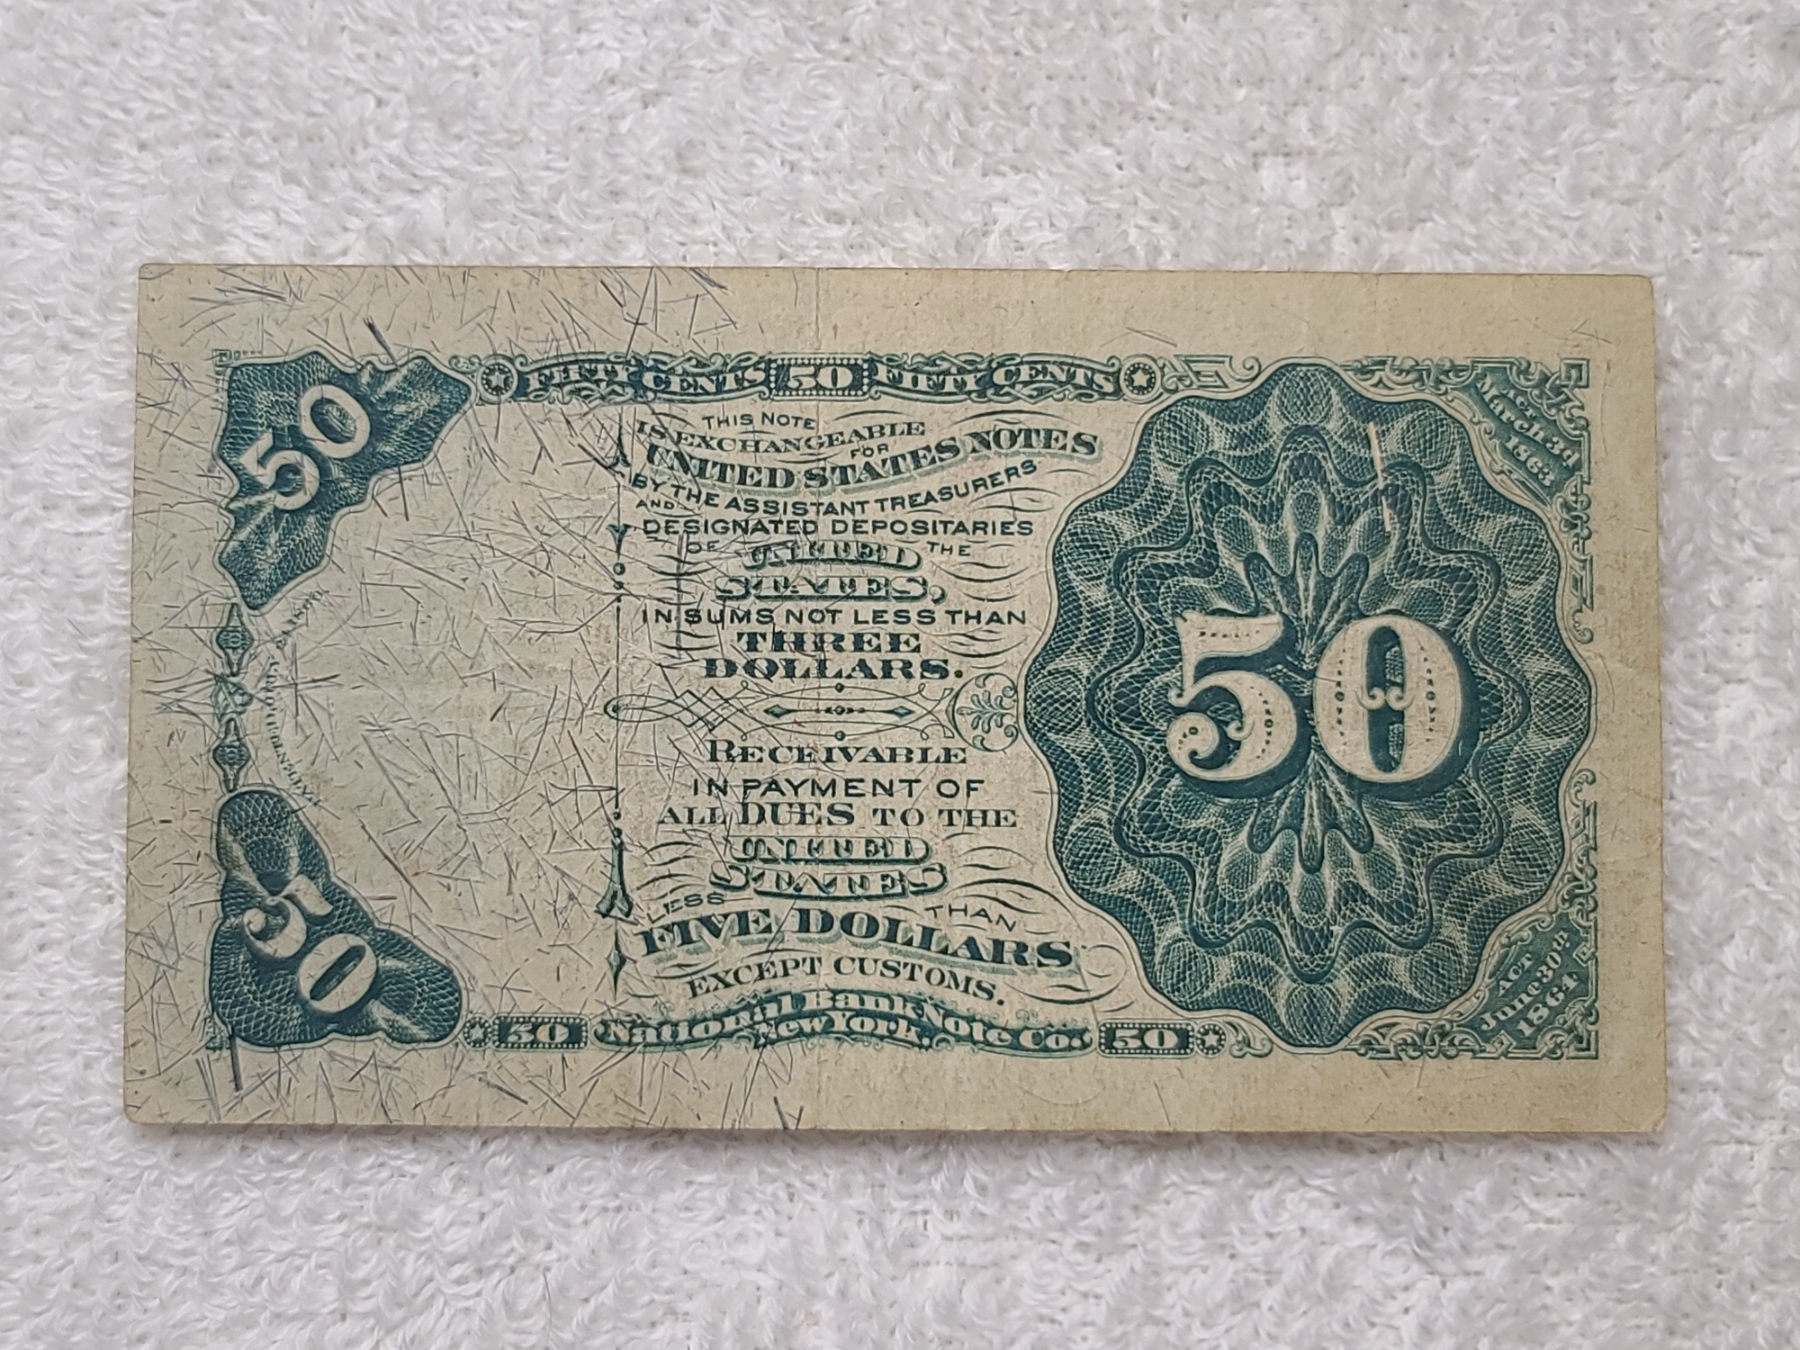 FIFTY CENTS 50 FIFTY CENTS
50
Act
March 3d
1863
THIS NOTE
IS EXCHANGEABLE
FOR
UNITED STATES NOTES
BY THE ASSISTANT TREASURERS
AND
DESIGNATED DEPOSITARIES
OF THE
UNITED
STATES,
IN SUMS NOT LESS THAN
THREE
DOLLARS.
50
RECEIVABLE
IN PAYMENT OF
ALL DUES TO THE
UNITED
STATES
LESS THAN
FIVE DOLLARS
EXCEPT CUSTOMS.
50
ACT
June 30th
1864
50 National Bank Note Co. 50
New York.